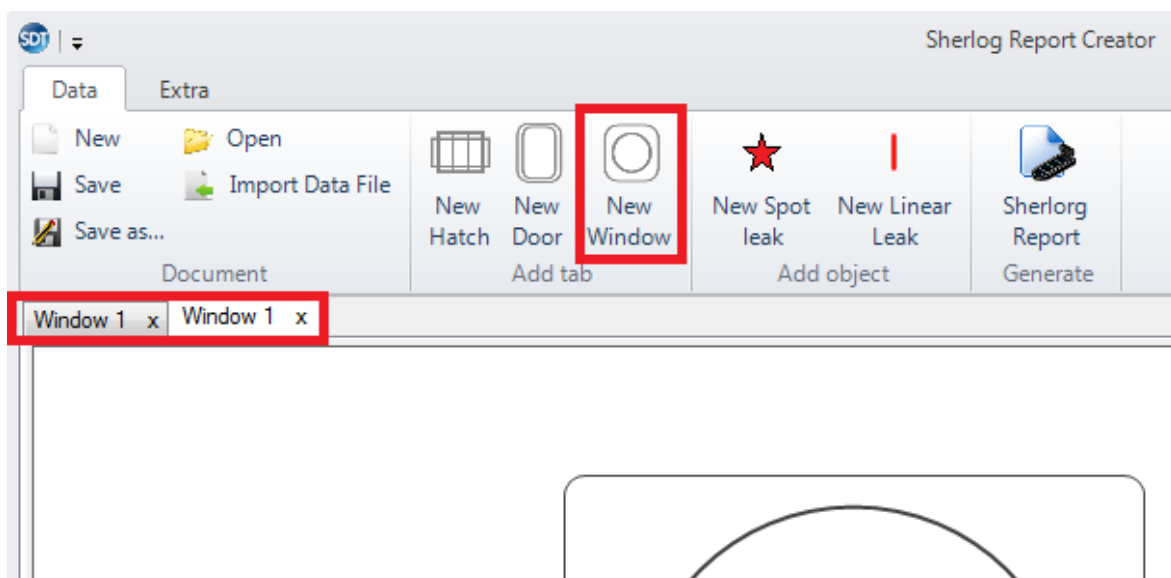 SDT
Sherlog Report Creator
Data Extra
New Open
Save Import Data File
Save as...
Document
New Hatch
New Door
New Window
Add tab
New Spot leak
New Linear Leak
Add object
Sherlorg Report
Generate
Window 1 x Window 1 x